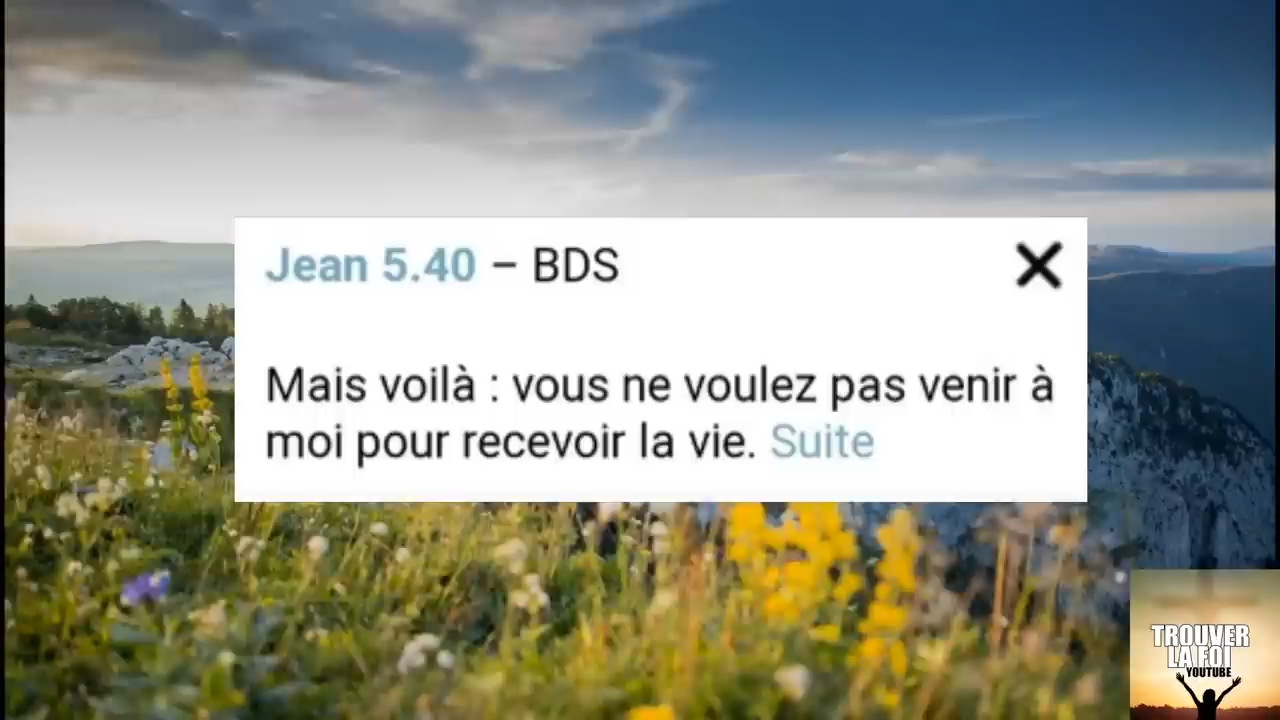 Jean 5.40 – BDS
Mais voilà : vous ne voulez pas venir à
moi pour recevoir la vie. Suite
TROUVER
LA FOI
YOUTUBE